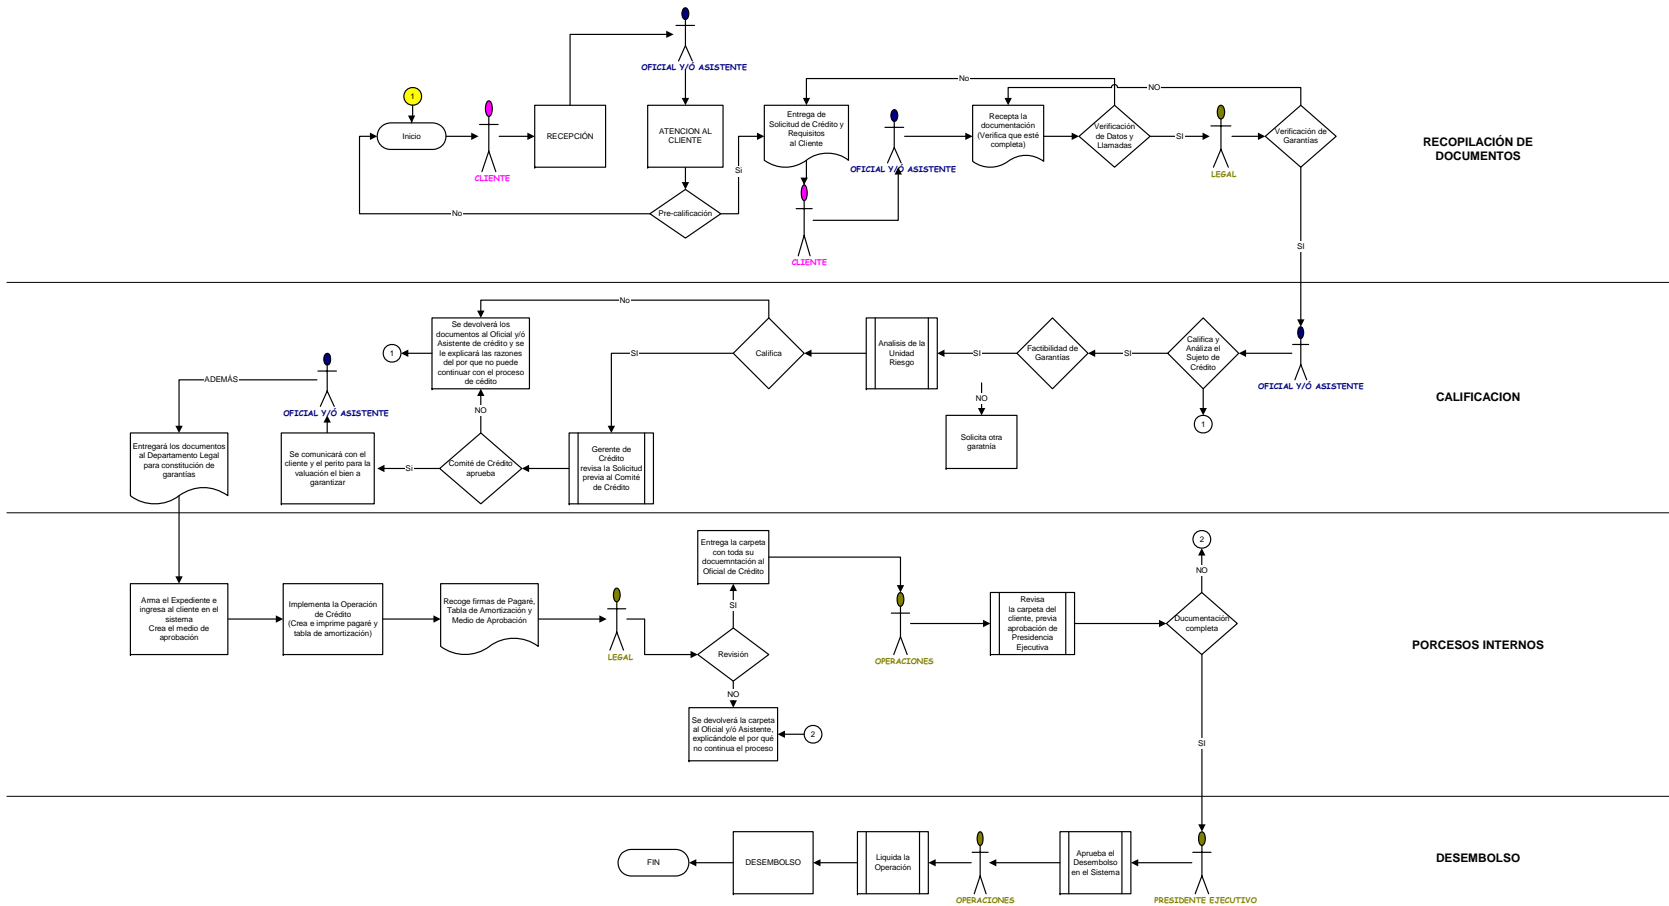 OFICIAL Y/Ó ASISTENTE
1
Inicio
CLIENTE
RECEPCIÓN
ATENCION AL
CLIENTE
Pre-calificación
No
Si
Entrega de
Solicitud de Crédito y
Requisitos
al Cliente
CLIENTE
OFICIAL Y/Ó ASISTENTE
Recepta la
documentación
(Verifica que esté
completa)
No
Verificación
de Datos y
Llamadas
SI
NO
LEGAL
Verificación de
Garantías
SI
RECOPILACIÓN DE
DOCUMENTOS
OFICIAL Y/Ó ASISTENTE
Califica y
Análiza el
Sujeto de
Crédito
1
SI
Factibilidad de
Garantías
SI
NO
Solicita otra
garatnía
Analisis de la
Unidad
Riesgo
Califica
No
SI
Se devolverá los
documentos al Oficial y/ó
Asistente de crédito y se
le explicará las razones
del por que no puede
continuar con el proceso
de cédito
1
Gerente de
Crédito
revisa la Solicitud
previa al Comité
de Crédito
Comité de Crédito
aprueba
NO
Si
Se comunicará con el
cliente y el perito para la
valuación el bien a
garantizar
OFICIAL Y/Ó ASISTENTE
ADEMÁS
Entregará los documentos
al Departamento Legal
para constitución de
garantías
CALIFICACION
Arma el Expediente e
ingresa al cliente en el
sistema
Crea el medio de
aprobación
Implementa la Operación
de Crédito
(Crea e imprime pagaré y
tabla de amortización)
Recoge firmas de Pagaré,
Tabla de Amortización y
Medio de Aprobación
LEGAL
Revisión
SI
Entrega la carpeta
con toda su
docuemntación al
Oficial de Crédito
NO
Se devolverá la carpeta
al Oficial y/ó Asistente,
explicándole el por qué
no continua el proceso
2
OPERACIONES
Revisa
la carpeta del
cliente, previa
aprobación de
Presidencia
Ejecutiva
Ducumentación
completa
NO
2
SI
PORCESOS INTERNOS
PRESIDENTE EJECUTIVO
Aprueba el
Desembolso
en el Sistema
OPERACIONES
Liquida la
Operación
DESEMBOLSO
FIN
DESEMBOLSO